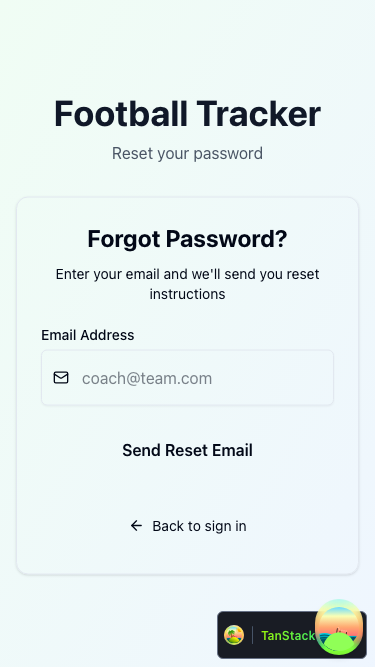 Football Tracker
Reset your password
Forgot Password?
Enter your email and we'll send you reset
instructions
Email Address
coach@team.com
Send Reset Email
Back to sign in
TanStack